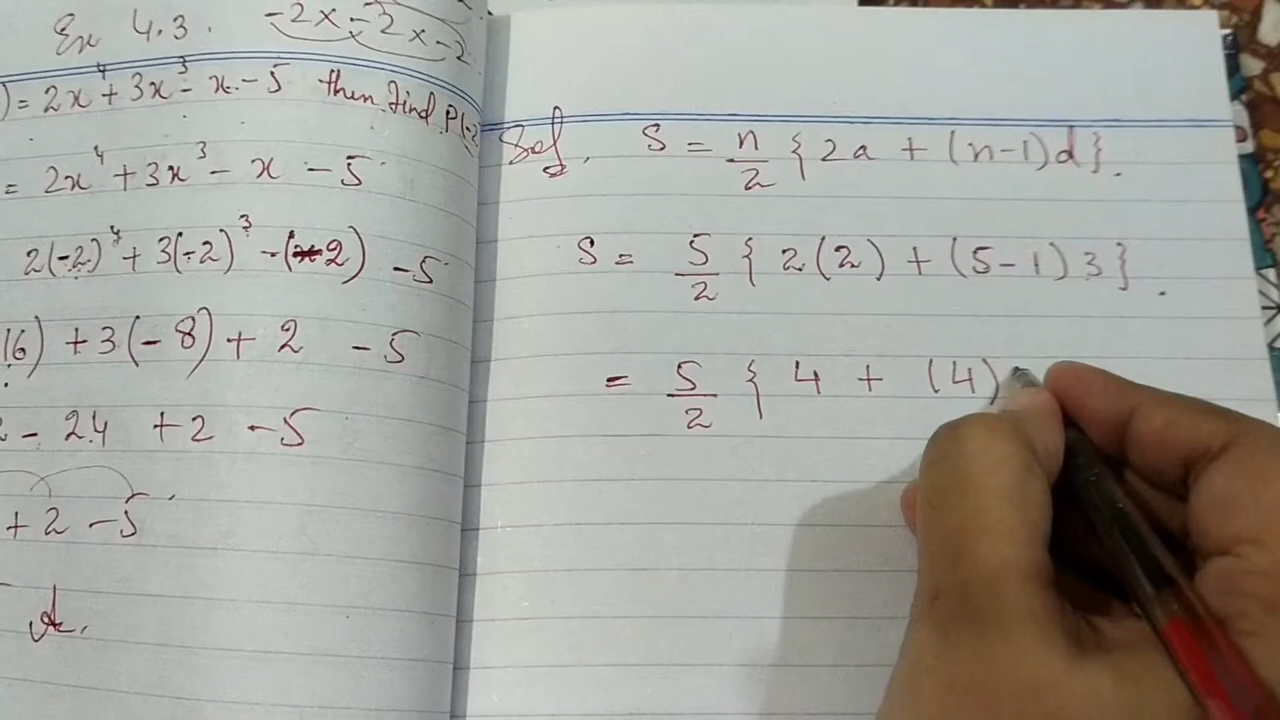 Ex 4.3. -2x-2x-2
) = 2x⁴ + 3x³ - x - 5 then find P(-2
= 2x⁴ + 3x³ - x - 5
2(-2)⁴ + 3(-2)³ - (-2) - 5
16) + 3(-8) + 2 - 5
- 24 + 2 - 5
+ 2 - 5
Sol. S = n/2 { 2a + (n-1)d}.
S = 5/2 { 2(2) + (5-1) 3}.
= 5/2 { 4 + (4)